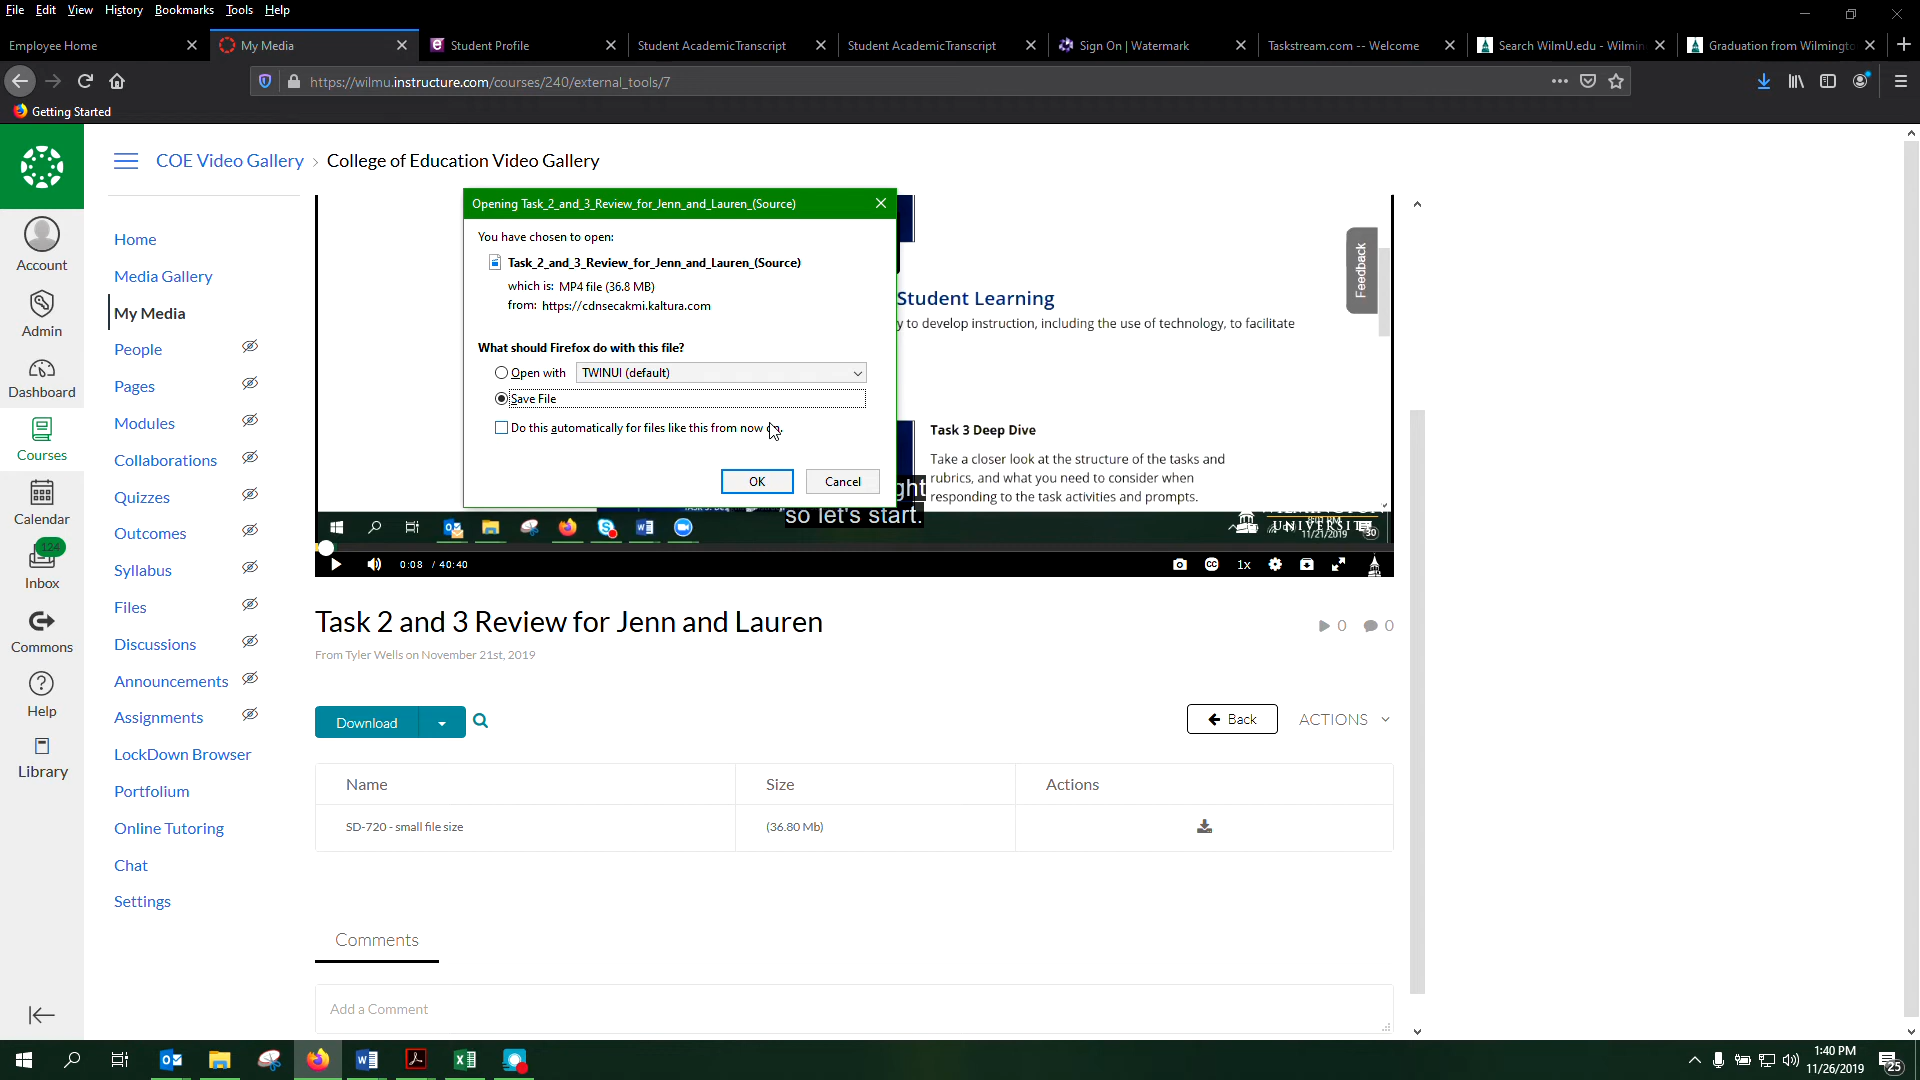 File Edit View History Bookmarks Tools Help
Employee Home
My Media
Student Profile
Student AcademicTranscript
Student AcademicTranscript
Sign On | Watermark
Taskstream.com -- Welcome
Search WilmU.edu - Wilmin
Graduation from Wilmingto
https://wilmu.instructure.com/courses/240/external_tools/7
Getting Started
COE Video Gallery › College of Education Video Gallery
Account
Admin
Dashboard
Courses
Calendar
124
Inbox
Commons
Help
Library
Home
Media Gallery
My Media
People
Pages
Modules
Collaborations
Quizzes
Outcomes
Syllabus
Files
Discussions
Announcements
Assignments
LockDown Browser
Portfolium
Online Tutoring
Chat
Settings
Opening Task_2_and_3_Review_for_Jenn_and_Lauren_(Source)
You have chosen to open:
Task_2_and_3_Review_for_Jenn_and_Lauren_(Source)
which is: MP4 file (36.8 MB)
from: https://cdnsecakmi.kaltura.com
What should Firefox do with this file?
Open with TWINUI (default)
Save File
Do this automatically for files like this from now on.
OK
Cancel
Student Learning
y to develop instruction, including the use of technology, to facilitate
Task 3 Deep Dive
Take a closer look at the structure of the tasks and
rubrics, and what you need to consider when
responding to the task activities and prompts.
ght
so let's start.
Feedback
UNIVERSITY
11/21/2019
30
0:08 / 40:40
1x
Task 2 and 3 Review for Jenn and Lauren
0
0
From Tyler Wells on November 21st, 2019
Download
Back
ACTIONS
Name Size Actions
SD-720 - small file size (36.80 Mb)
Comments
Add a Comment
1:40 PM
11/26/2019
25